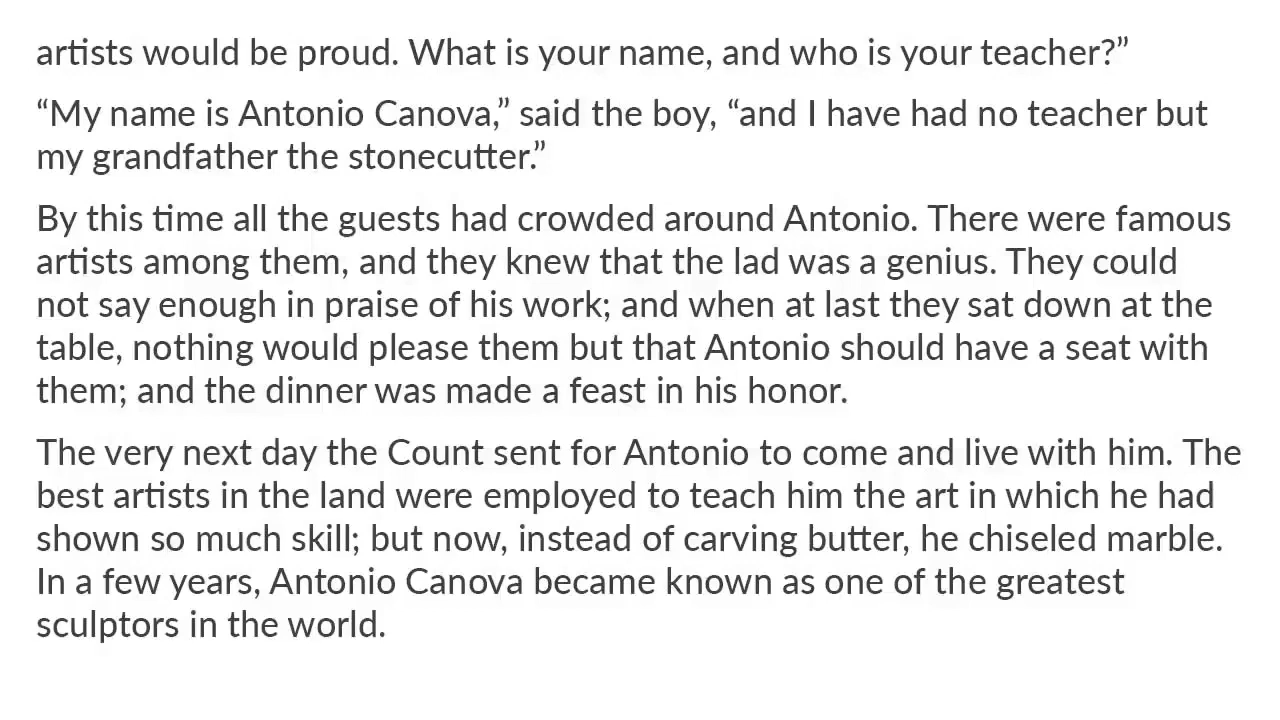 artists would be proud. What is your name, and who is your teacher?”
“My name is Antonio Canova,” said the boy, “and I have had no teacher but
my grandfather the stonecutter.”
By this time all the guests had crowded around Antonio. There were famous
artists among them, and they knew that the lad was a genius. They could
not say enough in praise of his work; and when at last they sat down at the
table, nothing would please them but that Antonio should have a seat with
them; and the dinner was made a feast in his honor.
The very next day the Count sent for Antonio to come and live with him. The
best artists in the land were employed to teach him the art in which he had
shown so much skill; but now, instead of carving butter, he chiseled marble.
In a few years, Antonio Canova became known as one of the greatest
sculptors in the world.